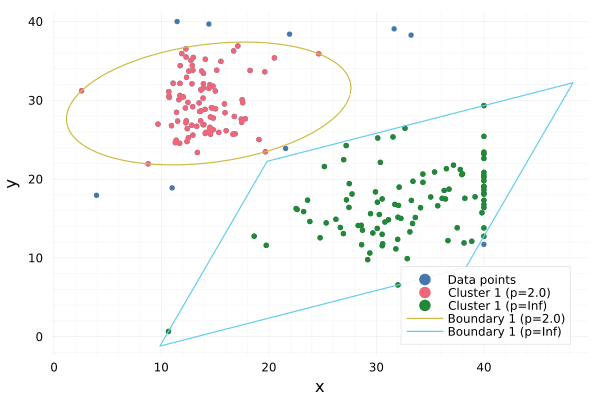 40
30
20
10
0
y
0
10
20
30
40
x
Data points
Cluster 1 (p=2.0)
Cluster 1 (p=Inf)
Boundary 1 (p=2.0)
Boundary 1 (p=Inf)